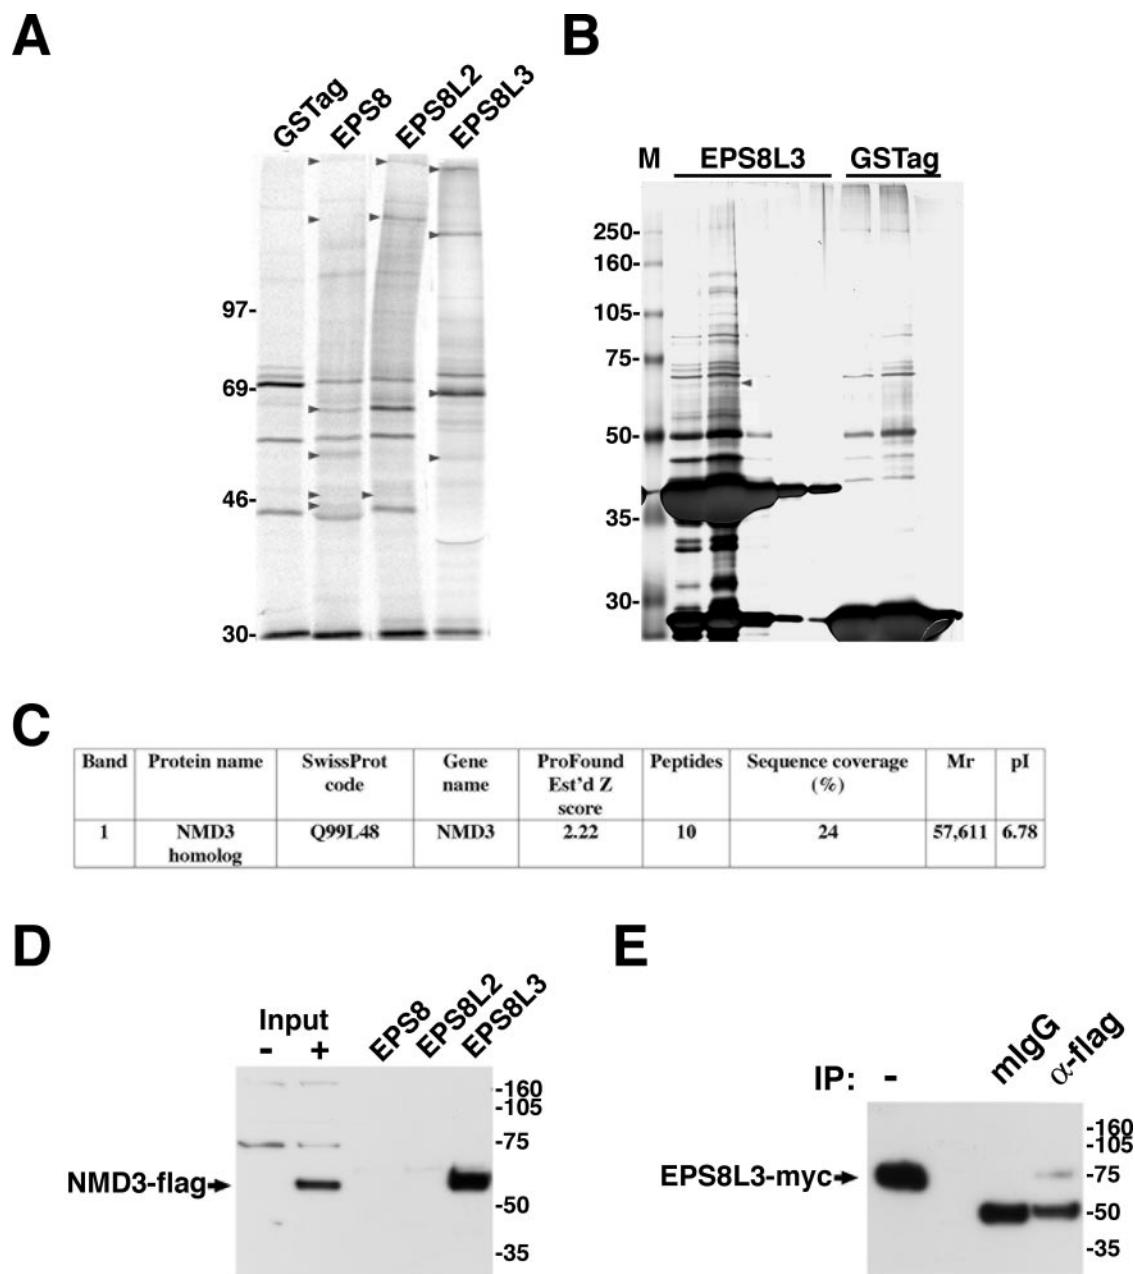 A
GSTag EPS8 EPS8L2 EPS8L3
97-
69-
46-
30-
B
M EPS8L3 GSTag
250-
160-
105-
75-
50-
35-
30-
C
Band Protein name SwissProt code Gene name ProFound Est'd Z score Peptides Sequence coverage (%) Mr pI
1 NMD3 homolog Q99L48 NMD3 2.22 10 24 57,611 6.78
D
Input EPS8 EPS8L2 EPS8L3
- +
-160
-105
-75
NMD3-flag
-50
-35
E
IP: - mIgG α-flag
-160
-105
EPS8L3-myc -75
-50
-35